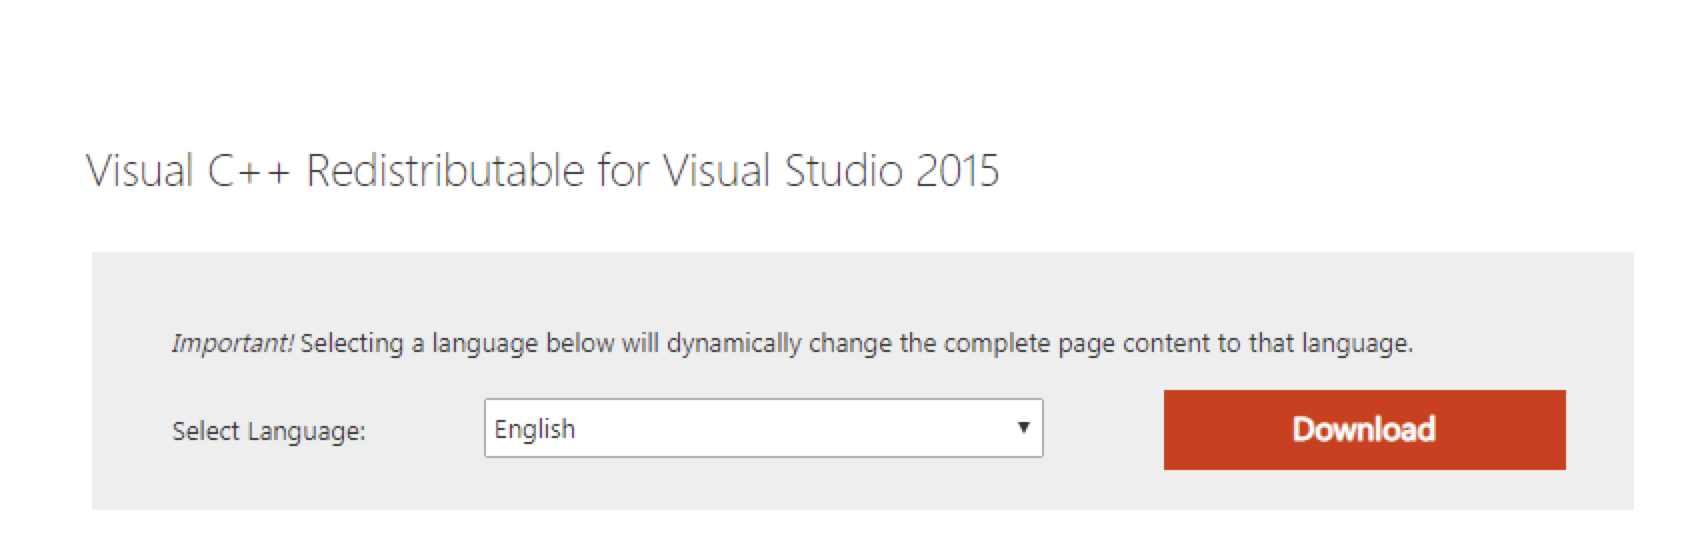 Visual C++ Redistributable for Visual Studio 2015
Important! Selecting a language below will dynamically change the complete page content to that language.
Select Language: English Download